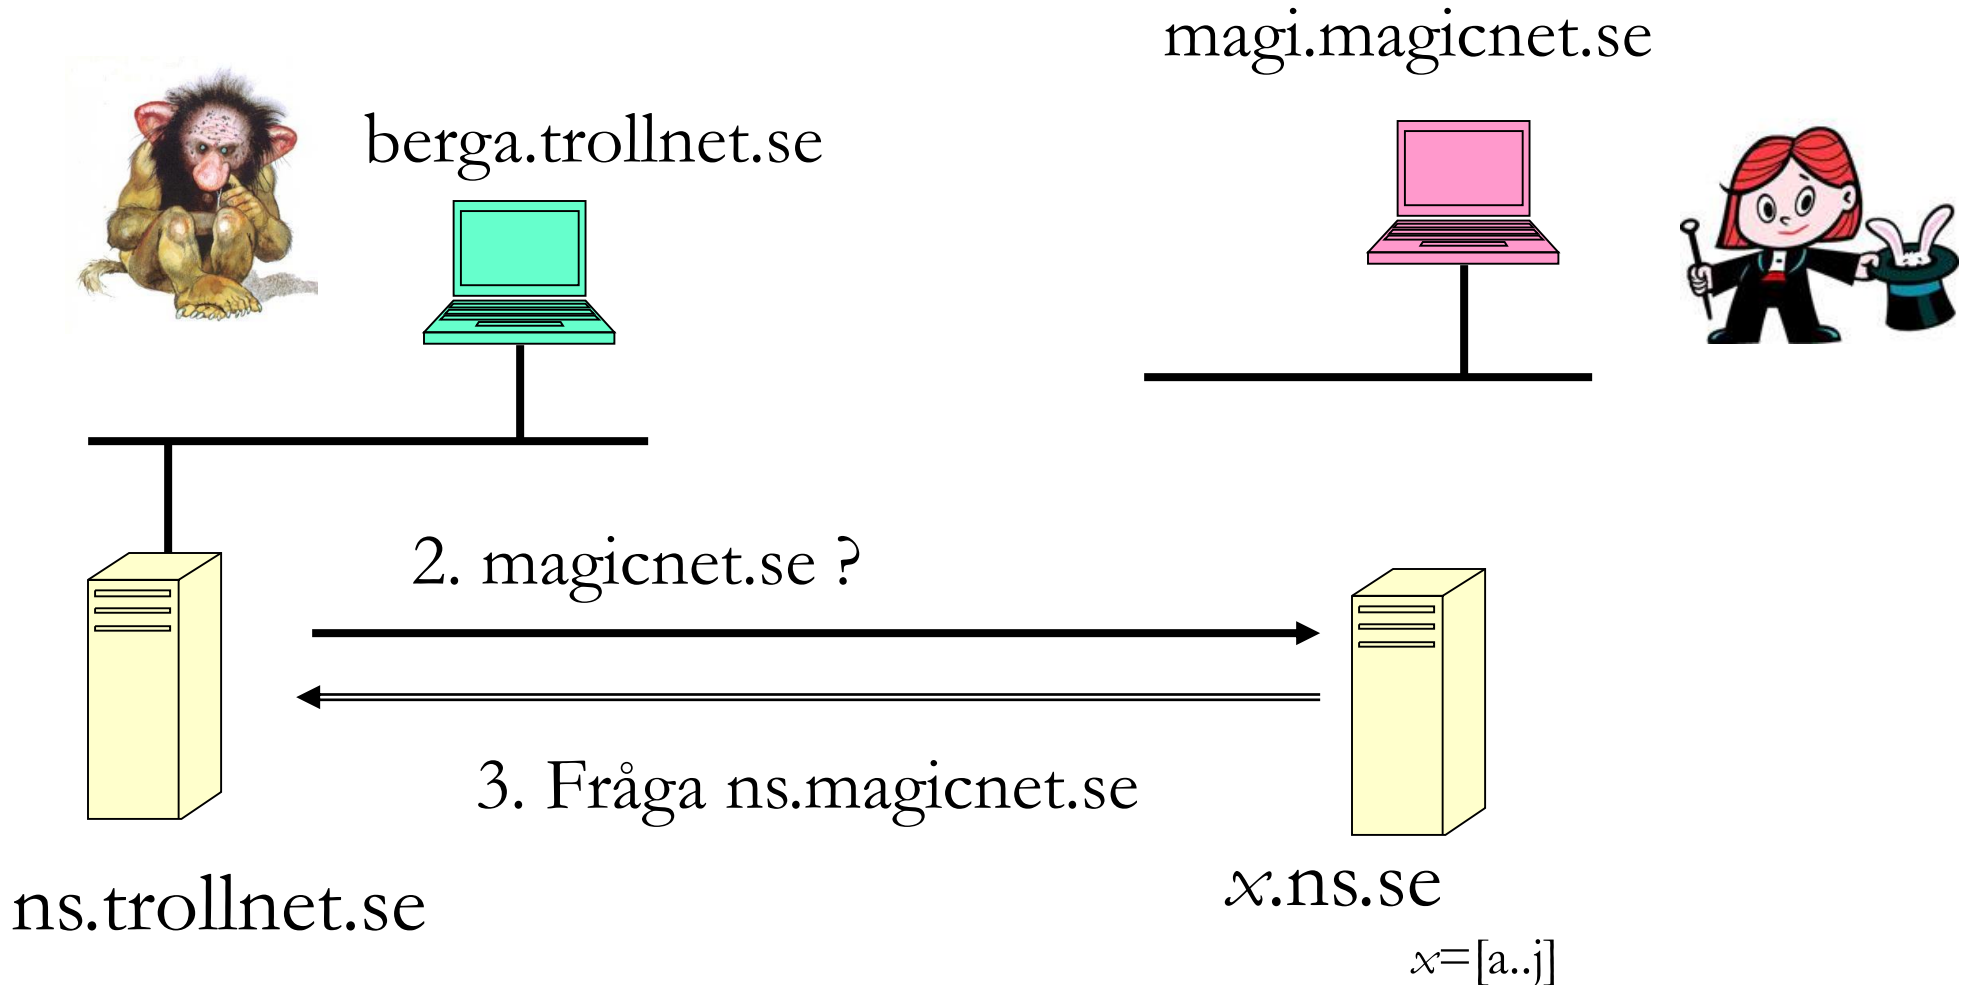 magi.magicnet.se
berga.trollnet.se
2. magicnet.se ?
3. Fråga ns.magicnet.se
ns.trollnet.se
x.ns.se
x=[a..j]